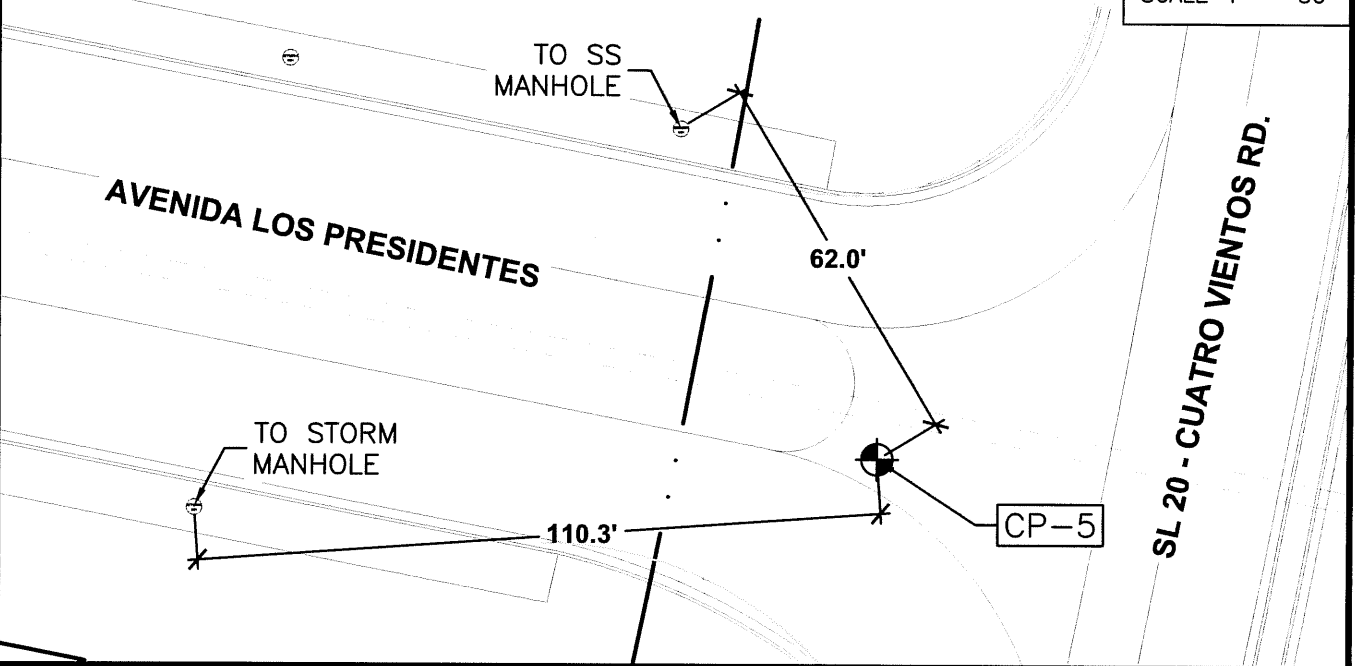 TO SS
MANHOLE
AVENIDA LOS PRESIDENTES
62.0'
SL 20 - CUATRO VIENTOS RD.
TO STORM
MANHOLE
110.3'
CP-5